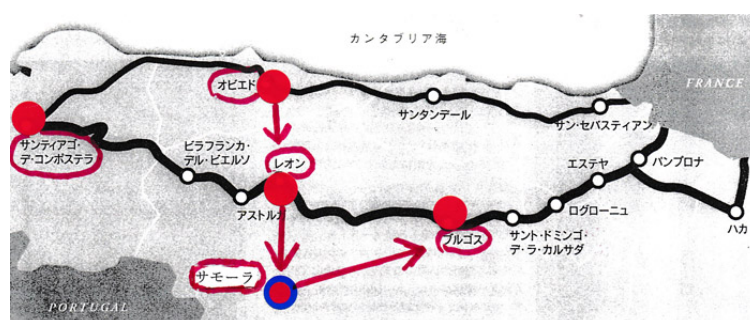 カンタブリア海
FRANCE
オビエド
サンタンデール
サン・セバスティアン
サンティアゴ・
デ・コンポステラ
ビラフランカ・
デル・ビエルソ
レオン
アストルガ
エステヤ
パンプロナ
ログローニュ
ブルゴス
サント・ドミンゴ・
デ・ラ・カルサダ
ハカ
サモーラ
PORTUGAL